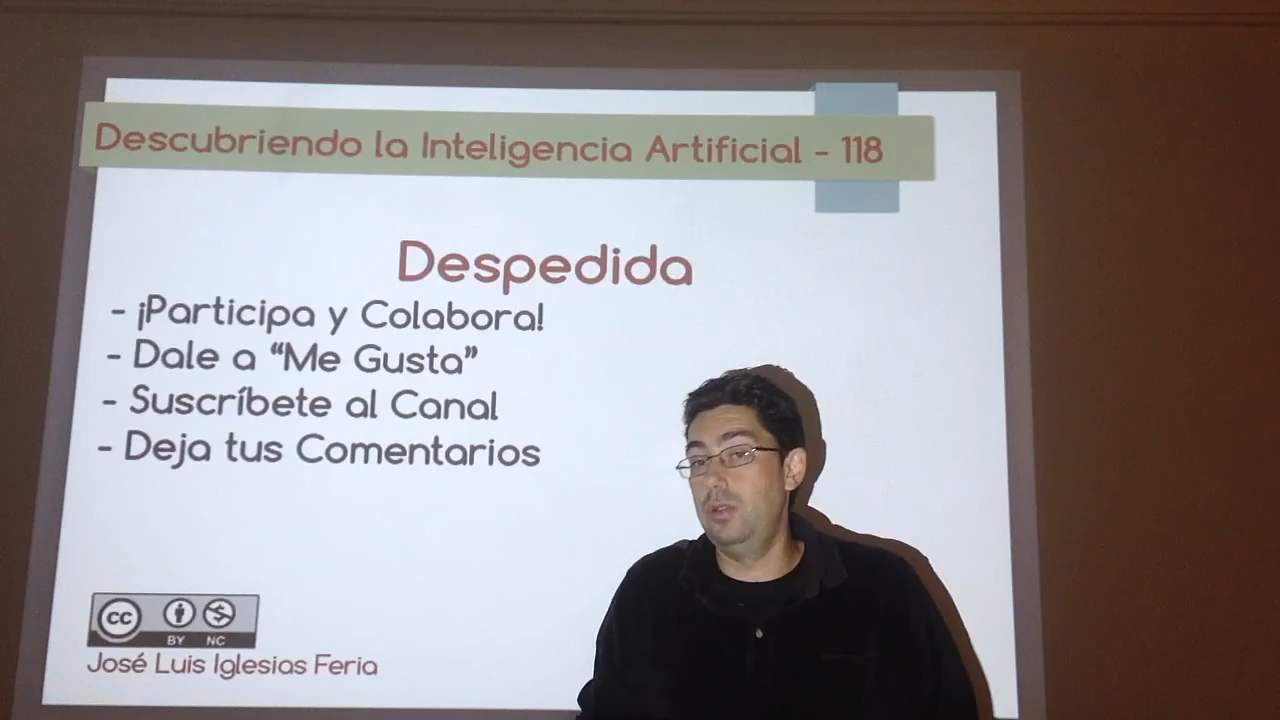 Descubriendo la Inteligencia Artificial - 118
Despedida
- ¡Participa y Colabora!
- Dale a “Me Gusta”
- Suscríbete al Canal
- Deja tus Comentarios
cc
BY NC
José Luis Iglesias Feria